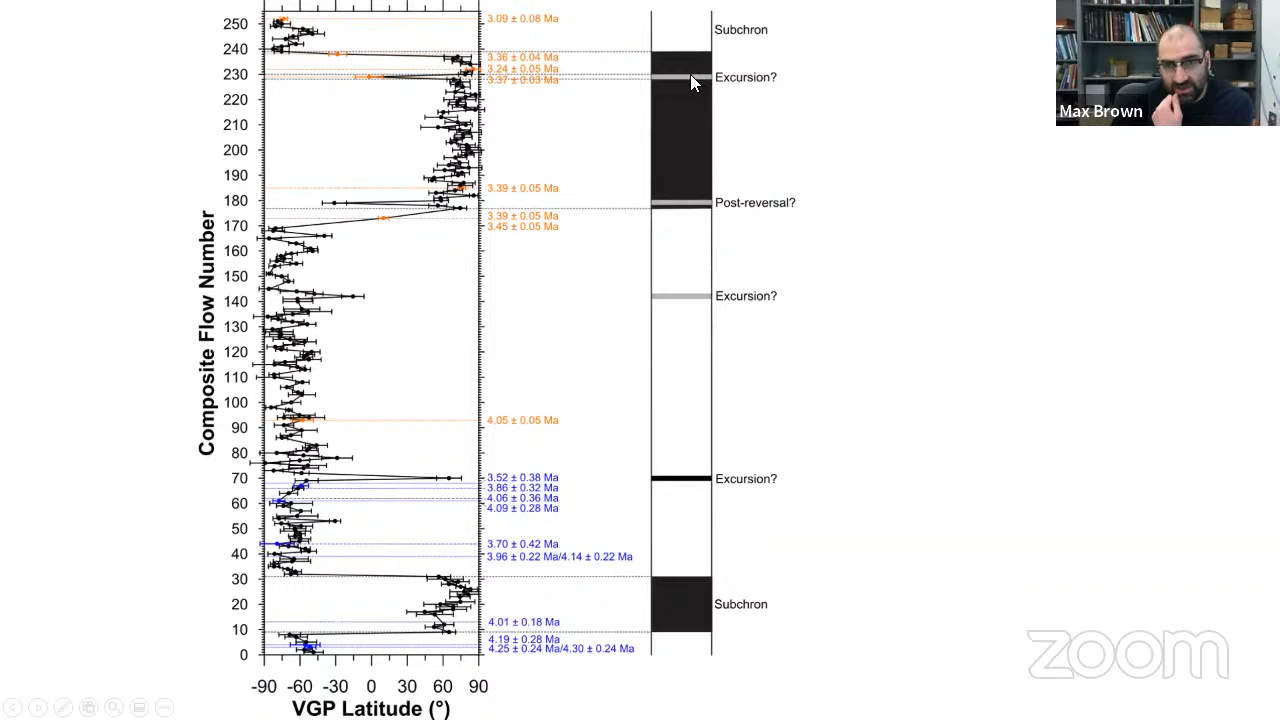 250
240
230
220
210
200
190
180
170
160
150
140
130
120
110
100
90
80
70
60
50
40
30
20
10
0
Composite Flow Number
-90 -60 -30 0 30 60 90
VGP Latitude (°)
3.09 ± 0.08 Ma
3.36 ± 0.04 Ma
3.24 ± 0.05 Ma
3.37 ± 0.03 Ma
3.39 ± 0.05 Ma
3.39 ± 0.05 Ma
3.45 ± 0.05 Ma
4.05 ± 0.05 Ma
3.52 ± 0.38 Ma
3.86 ± 0.32 Ma
4.06 ± 0.36 Ma
4.09 ± 0.28 Ma
3.70 ± 0.42 Ma
3.96 ± 0.22 Ma/4.14 ± 0.22 Ma
4.01 ± 0.18 Ma
4.19 ± 0.28 Ma
4.25 ± 0.24 Ma/4.30 ± 0.24 Ma
Subchron
Excursion?
Post-reversal?
Excursion?
Excursion?
Subchron
Max Brown
zoom